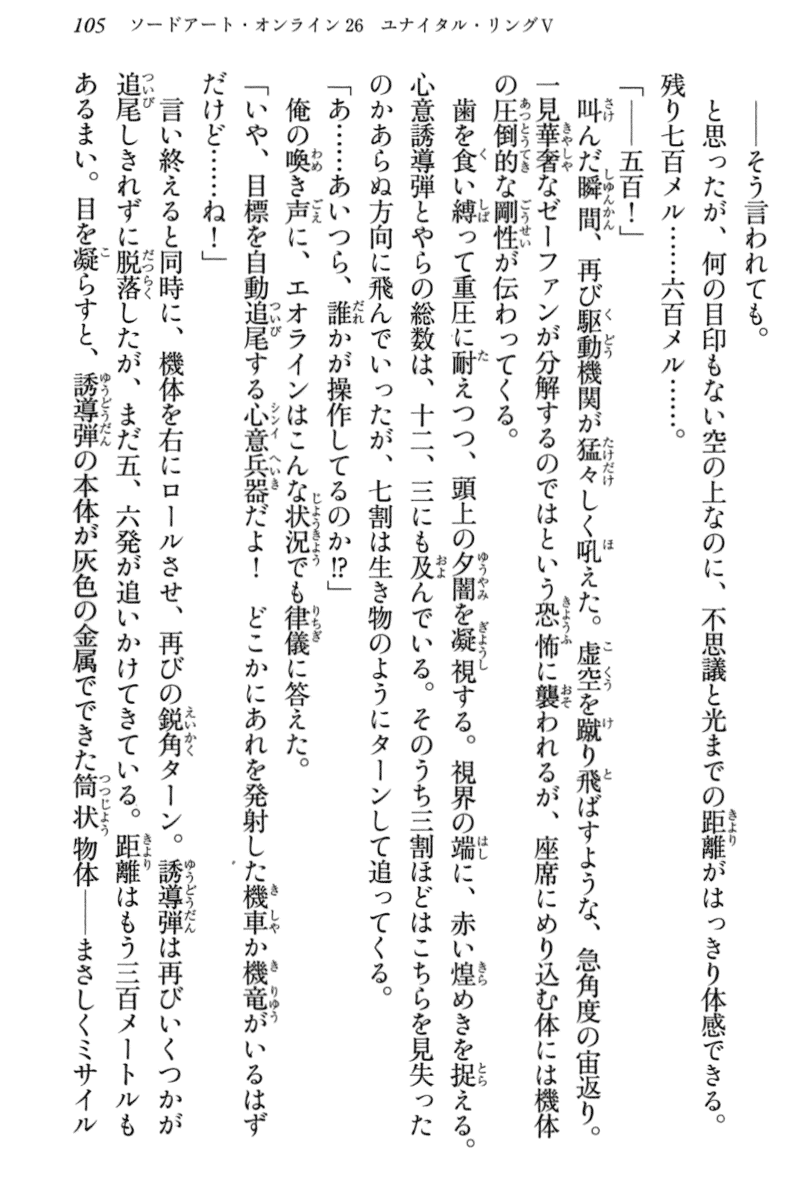 105　ソードアート・オンライン26　ユナイタル・リングⅤ
――そう言われても。
と思ったが、何の目印もない空の上なのに、不思議と光までの距離がはっきり体感できる。
残り七百メル……六百メル……。
「――五百！」
叫んだ瞬間、再び駆動機関が猛々しく吼えた。虚空を蹴り飛ばすような、急角度の宙返り。
一見華奢なゼーファンが分解するのではという恐怖に襲われるが、座席にめり込む体には機体
の圧倒的な剛性が伝わってくる。
歯を食い縛って重圧に耐えつつ、頭上の夕闇を凝視する。視界の端に、赤い煌めきを捉える。
心意誘導弾とやらの総数は、十二、三にも及んでいる。そのうち三割ほどはこちらを見失った
のかあらぬ方向に飛んでいったが、七割は生き物のようにターンして追ってくる。
「あ……あいつら、誰かが操作してるのか!?」
俺の喚き声に、エオラインはこんな状況でも律儀に答えた。
「いや、目標を自動追尾する心意兵器だよ！　どこかにあれを発射した機車か機竜がいるはず
だけど……ね！」
言い終えると同時に、機体を右にロールさせ、再びの鋭角ターン。誘導弾は再びいくつかが
追尾しきれずに脱落したが、まだ五、六発が追いかけてきている。距離はもう三百メートルも
あるまい。目を凝らすと、誘導弾の本体が灰色の金属でできた筒状物体――まさしくミサイル